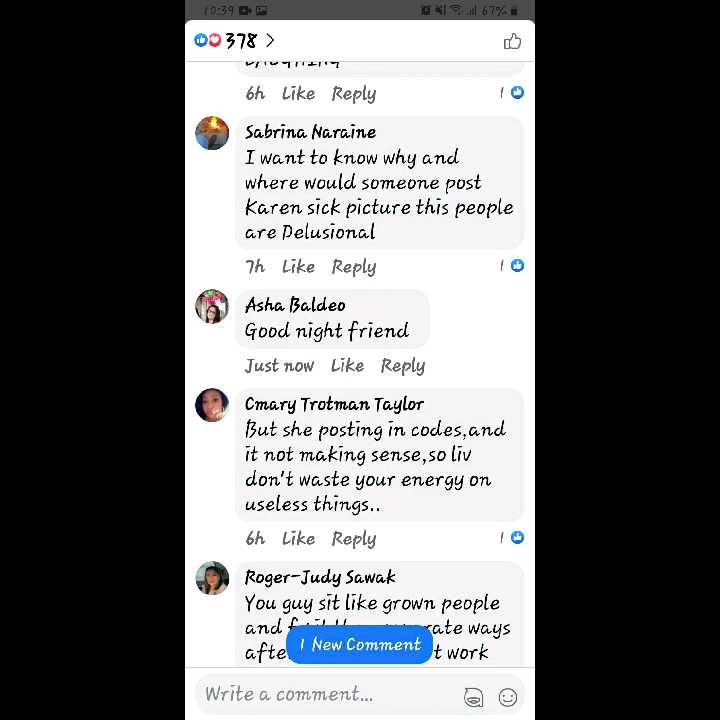 10:39
67%
378 >
6h Like Reply 1
Sabrina Naraine
I want to know why and
where would someone post
Karen sick picture this people
are Delusional
7h Like Reply 1
Asha Baldeo
Good night friend
Just now Like Reply
Cmary Trotman Taylor
But she posting in codes,and
it not making sense,so liv
don't waste your energy on
useless things..
6h Like Reply 1
Roger-Judy Sawak
You guy sit like grown people
and ways
work
1 New Comment
Write a comment...